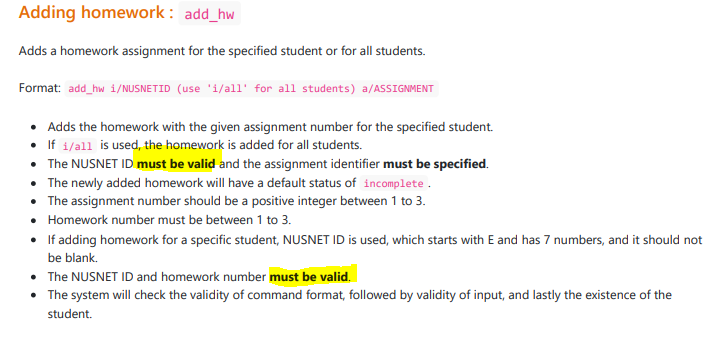 Adding homework : add_hw
Adds a homework assignment for the specified student or for all students.
Format: add_hw i/NUSNETID (use 'i/all' for all students) a/ASSIGNMENT
• Adds the homework with the given assignment number for the specified student.
• If i/all is used, the homework is added for all students.
• The NUSNET ID must be valid and the assignment identifier must be specified.
• The newly added homework will have a default status of incomplete .
• The assignment number should be a positive integer between 1 to 3.
• Homework number must be between 1 to 3.
• If adding homework for a specific student, NUSNET ID is used, which starts with E and has 7 numbers, and it should not
be blank.
• The NUSNET ID and homework number must be valid.
• The system will check the validity of command format, followed by validity of input, and lastly the existence of the
student.